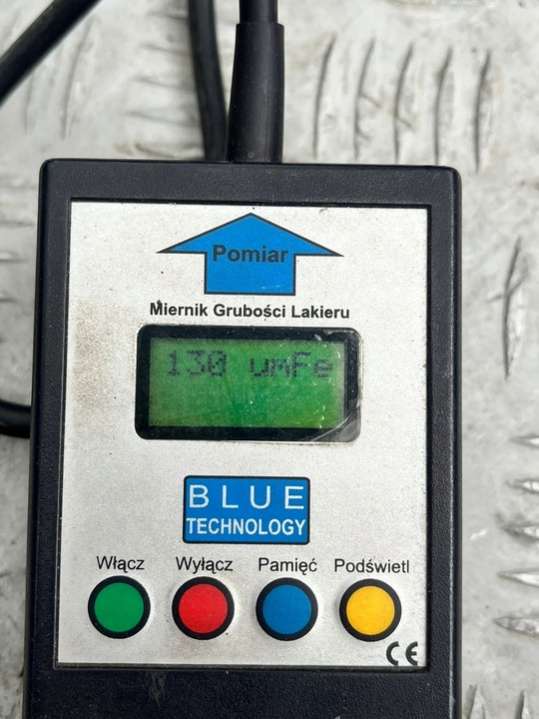 Pomiar
Miernik Grubości Lakieru
130 umFe
BLUE
TECHNOLOGY
Włącz Wyłącz Pamięć Podświetl
CE